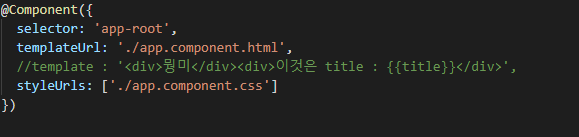 @Component({
  selector: 'app-root',
  templateUrl: './app.component.html',
  //template : '<div>뭥미</div><div>이것은 title : {{title}}</div>',
  styleUrls: ['./app.component.css']
})